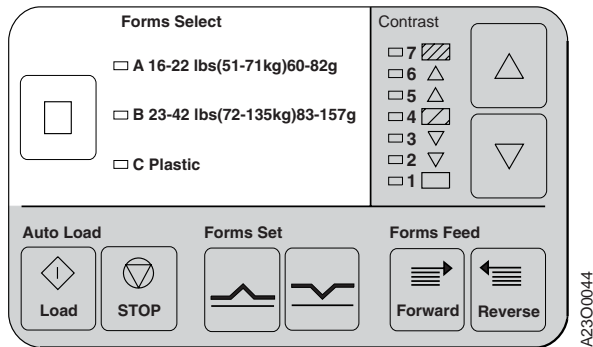 Forms Select
A 16-22 lbs(51-71kg)60-82g
B 23-42 lbs(72-135kg)83-157g
C Plastic
Contrast
7
6
5
4
3
2
1
Auto Load
Load
STOP
Forms Set
Forms Feed
Forward
Reverse
A23O0044